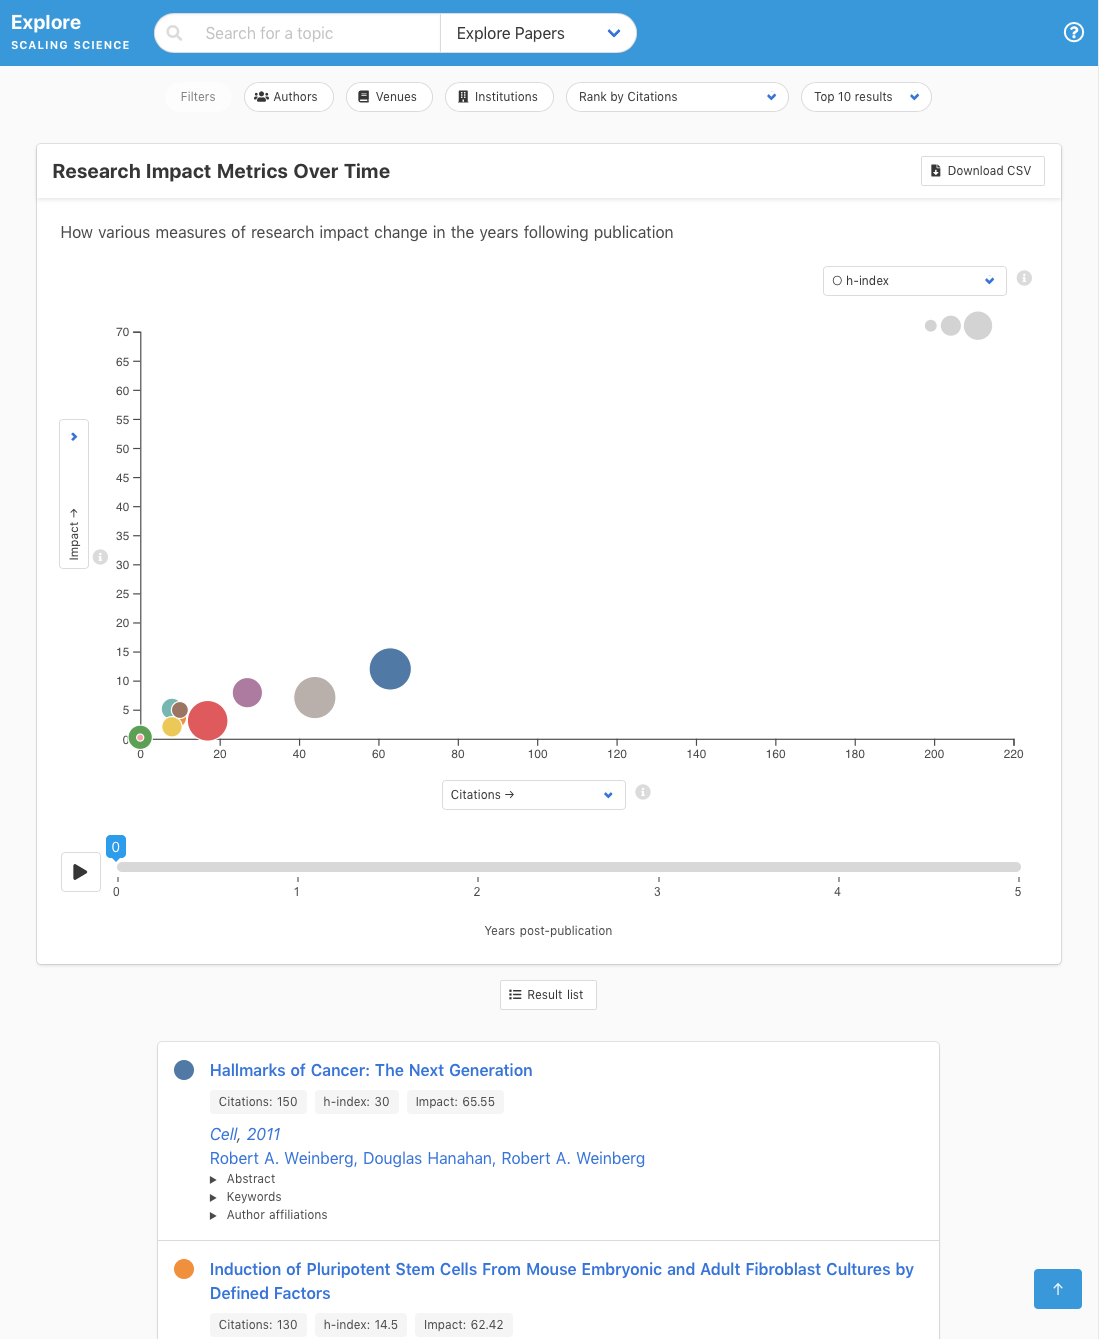 Explore
SCALING SCIENCE
Search for a topic
Explore Papers
Filters
Authors
Venues
Institutions
Rank by Citations
Top 10 results
Research Impact Metrics Over Time
Download CSV
How various measures of research impact change in the years following publication
h-index
70
65
60
55
50
45
40
35
30
25
20
15
10
5
0
Impact →
0 20 40 60 80 100 120 140 160 180 200 220
Citations →
0
0 1 2 3 4 5
Years post-publication
Result list
Hallmarks of Cancer: The Next Generation
Citations: 150 h-index: 30 Impact: 65.55
Cell, 2011
Robert A. Weinberg, Douglas Hanahan, Robert A. Weinberg
Abstract
Keywords
Author affiliations
Induction of Pluripotent Stem Cells From Mouse Embryonic and Adult Fibroblast Cultures by
Defined Factors
Citations: 130 h-index: 14.5 Impact: 62.42